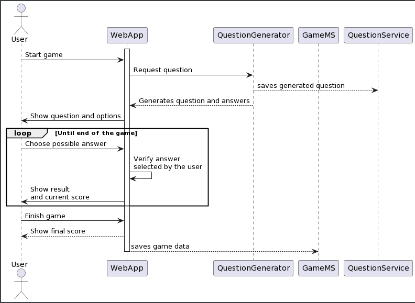 User
WebApp
QuestionGenerator
GameMS
QuestionService
Start game
Request question
saves generated question
Generates question and answers
Show question and options
loop
[Until end of the game]
Choose possible answer
Verify answer
selected by the user
Show result
and current score
Finish game
Show final score
saves game data
User
WebApp
QuestionGenerator
GameMS
QuestionService